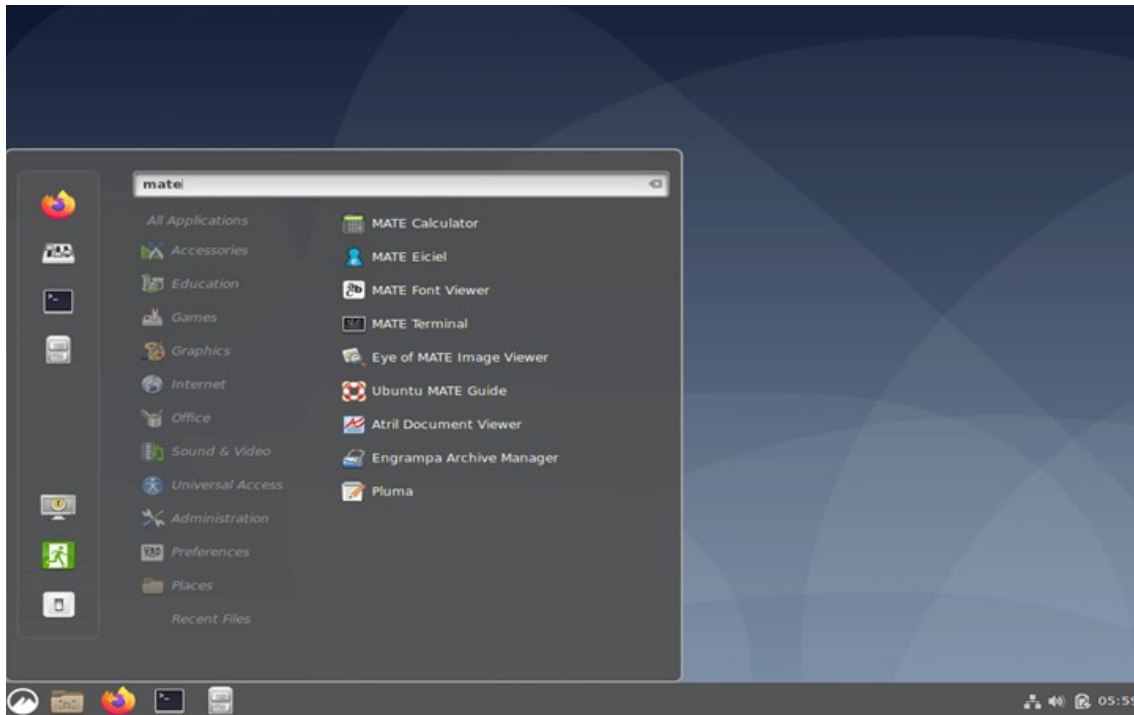 mate
All Applications
Accessories
Education
Games
Graphics
Internet
Office
Sound & Video
Universal Access
Administration
Preferences
Places
Recent Files
MATE Calculator
MATE Eiciel
MATE Font Viewer
MATE Terminal
Eye of MATE Image Viewer
Ubuntu MATE Guide
Atril Document Viewer
Engrampa Archive Manager
Pluma
05:59